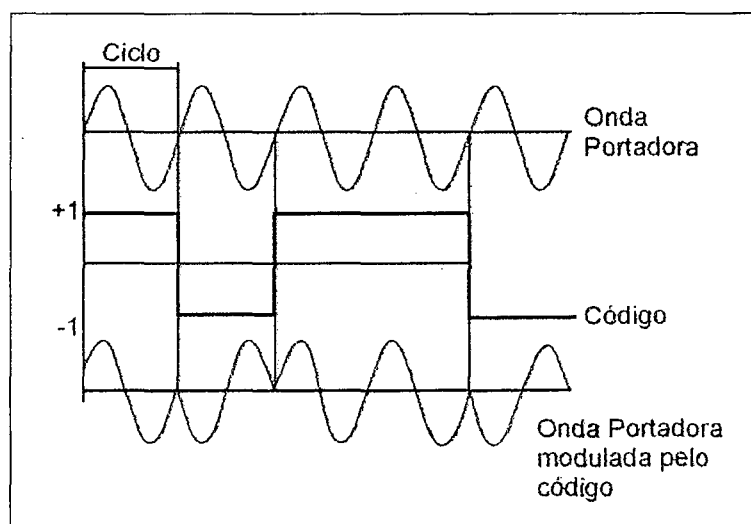 Ciclo
Onda
Portadora
+1
-1
Código
Onda Portadora
modulada pelo
código